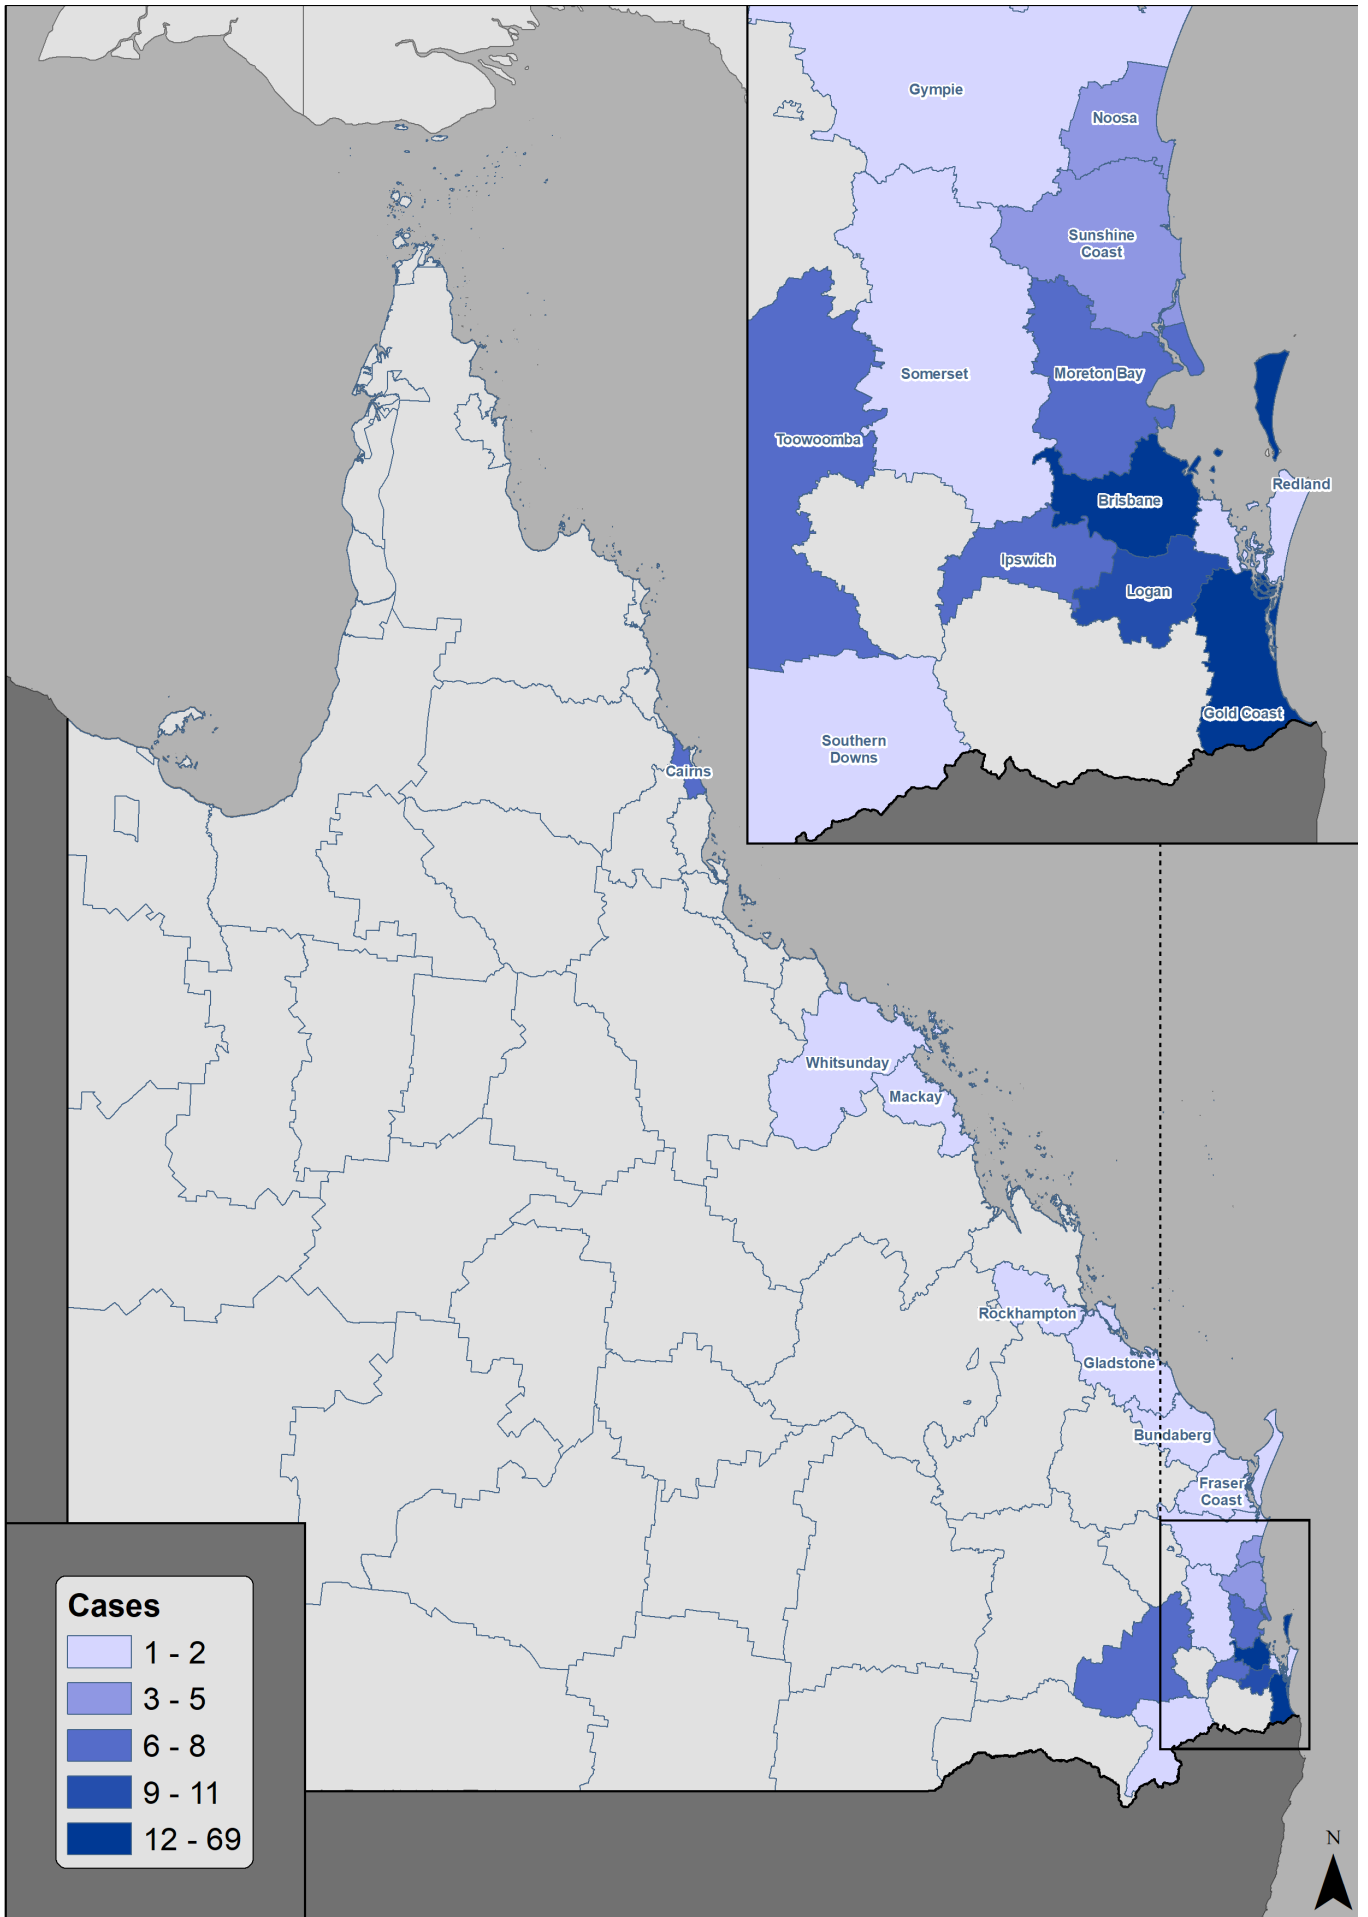 Gympie
Noosa
Sunshine
Coast
Somerset
Moreton Bay
Toowoomba
Redland
Brisbane
Ipswich
Logan
Gold Coast
Southern
Downs
Cairns
Whitsunday
Mackay
Rockhampton
Gladstone
Bundaberg
Fraser
Coast
Cases
1 - 2
3 - 5
6 - 8
9 - 11
12 - 69
N